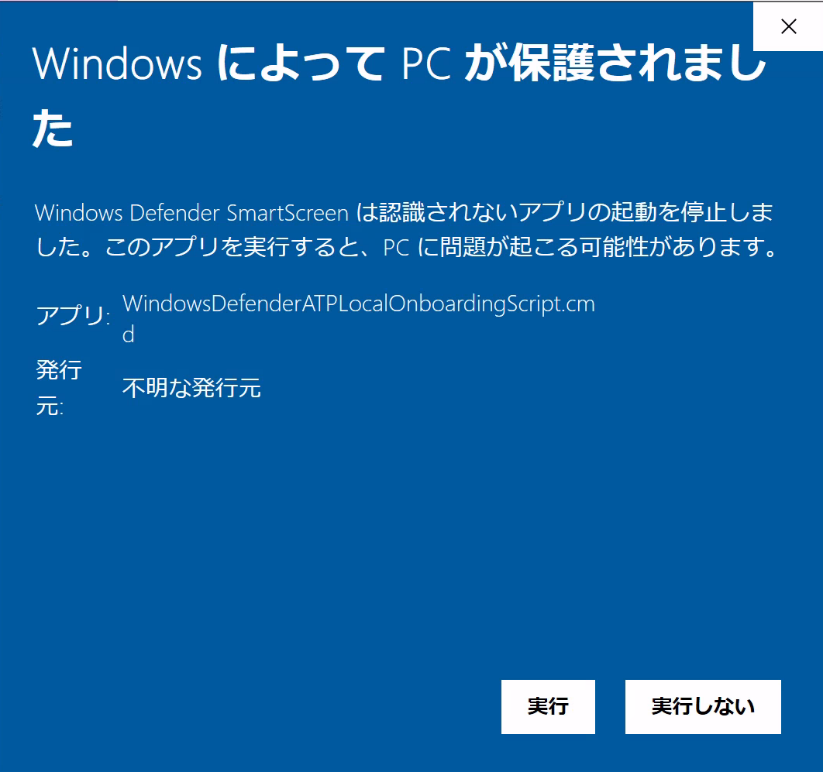 Windows によって PC が保護されまし
た
Windows Defender SmartScreen は認識されないアプリの起動を停止しま
した。このアプリを実行すると、PC に問題が起こる可能性があります。
アプリ:
WindowsDefenderATPLocalOnboardingScript.cm
d
発行
元:
不明な発行元
実行
実行しない